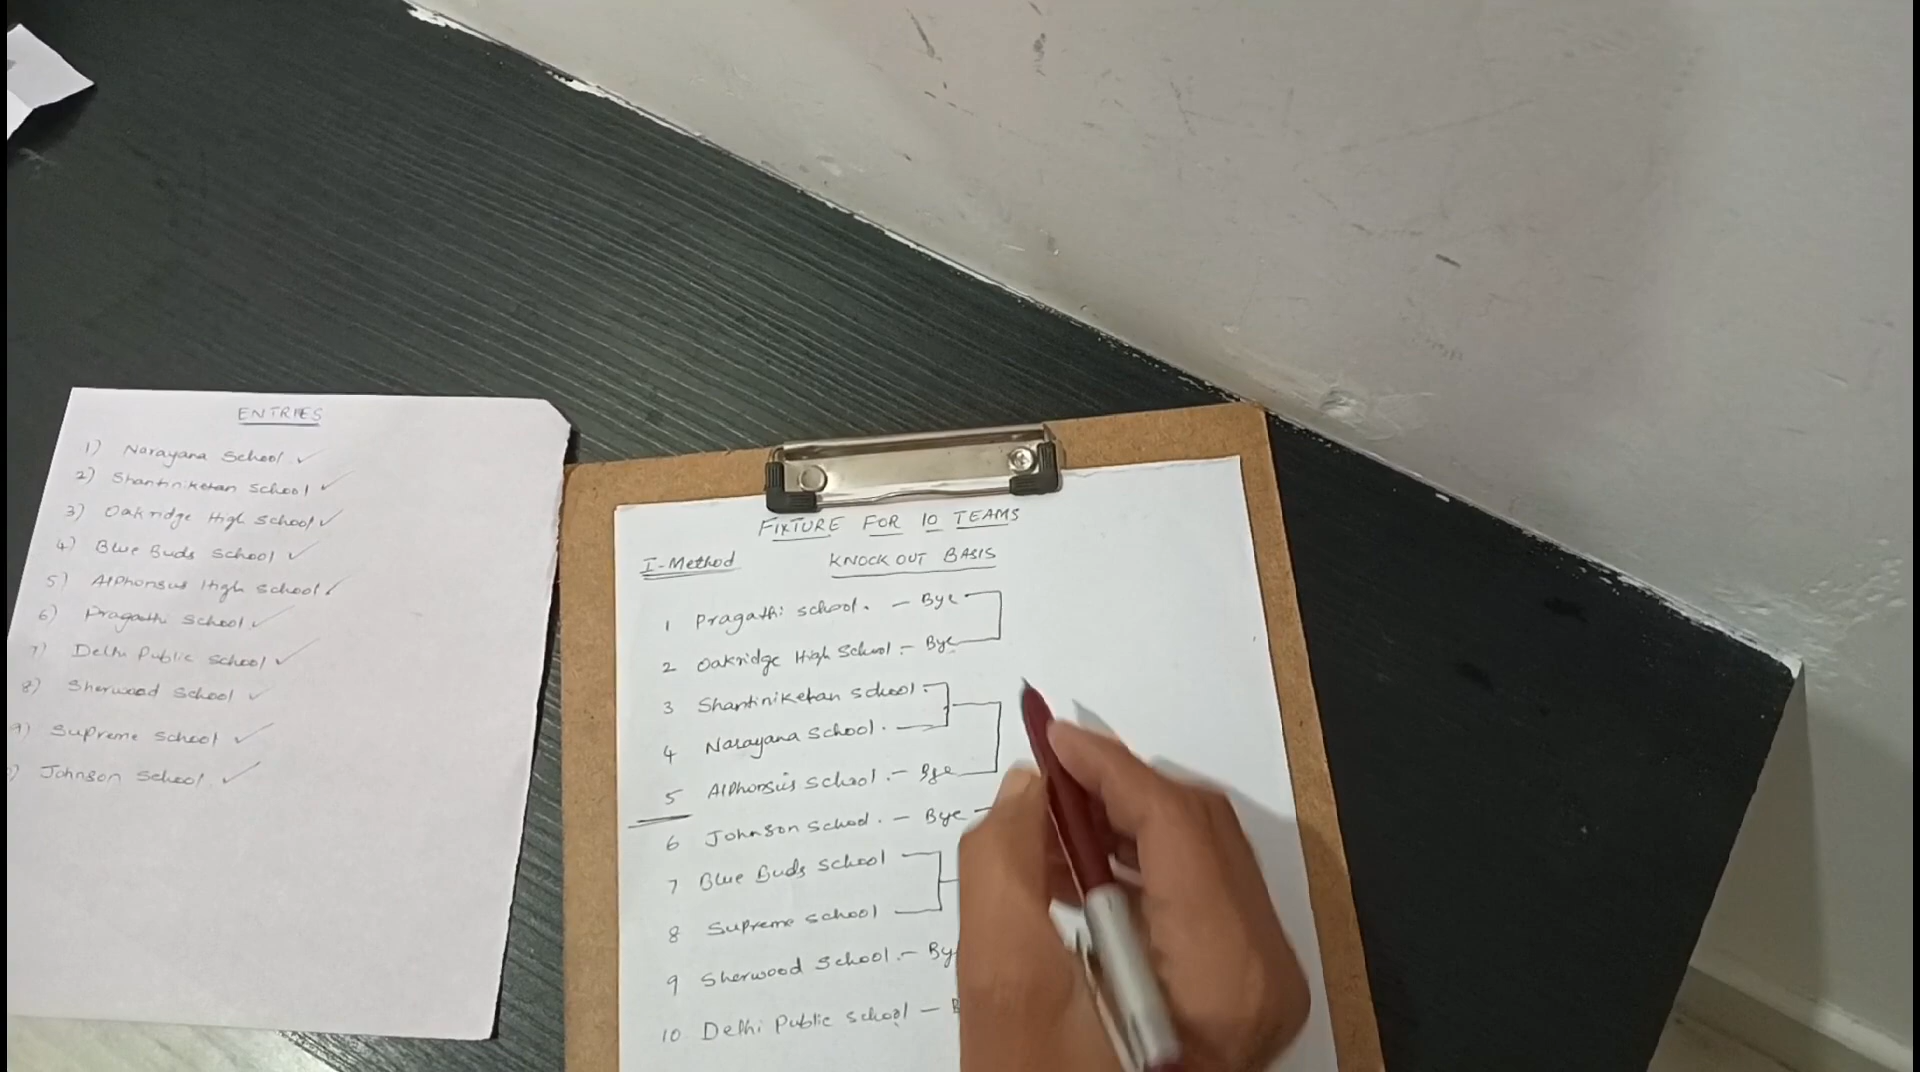 ENTRIES
1) Narayana School ✓
2) Shantiniketan School ✓
3) Oakridge High School ✓
4) Blue Buds School ✓
5) Alphonsus High School ✓
6) Pragathi School ✓
7) Delhi Public School ✓
8) Sherwood School ✓
9) Supreme School ✓
) Johnson School ✓
FIXTURE FOR 10 TEAMS
I-Method KNOCK OUT BASIS
1 Pragathi School. - Bye
2 Oakridge High School - Bye
3 Shantiniketan School.
4 Narayana School.
5 Alphonsus School. - Bye
6 Johnson School. - Bye
7 Blue Buds School
8 Supreme School
9 Sherwood School. - By
10 Delhi Public School - B